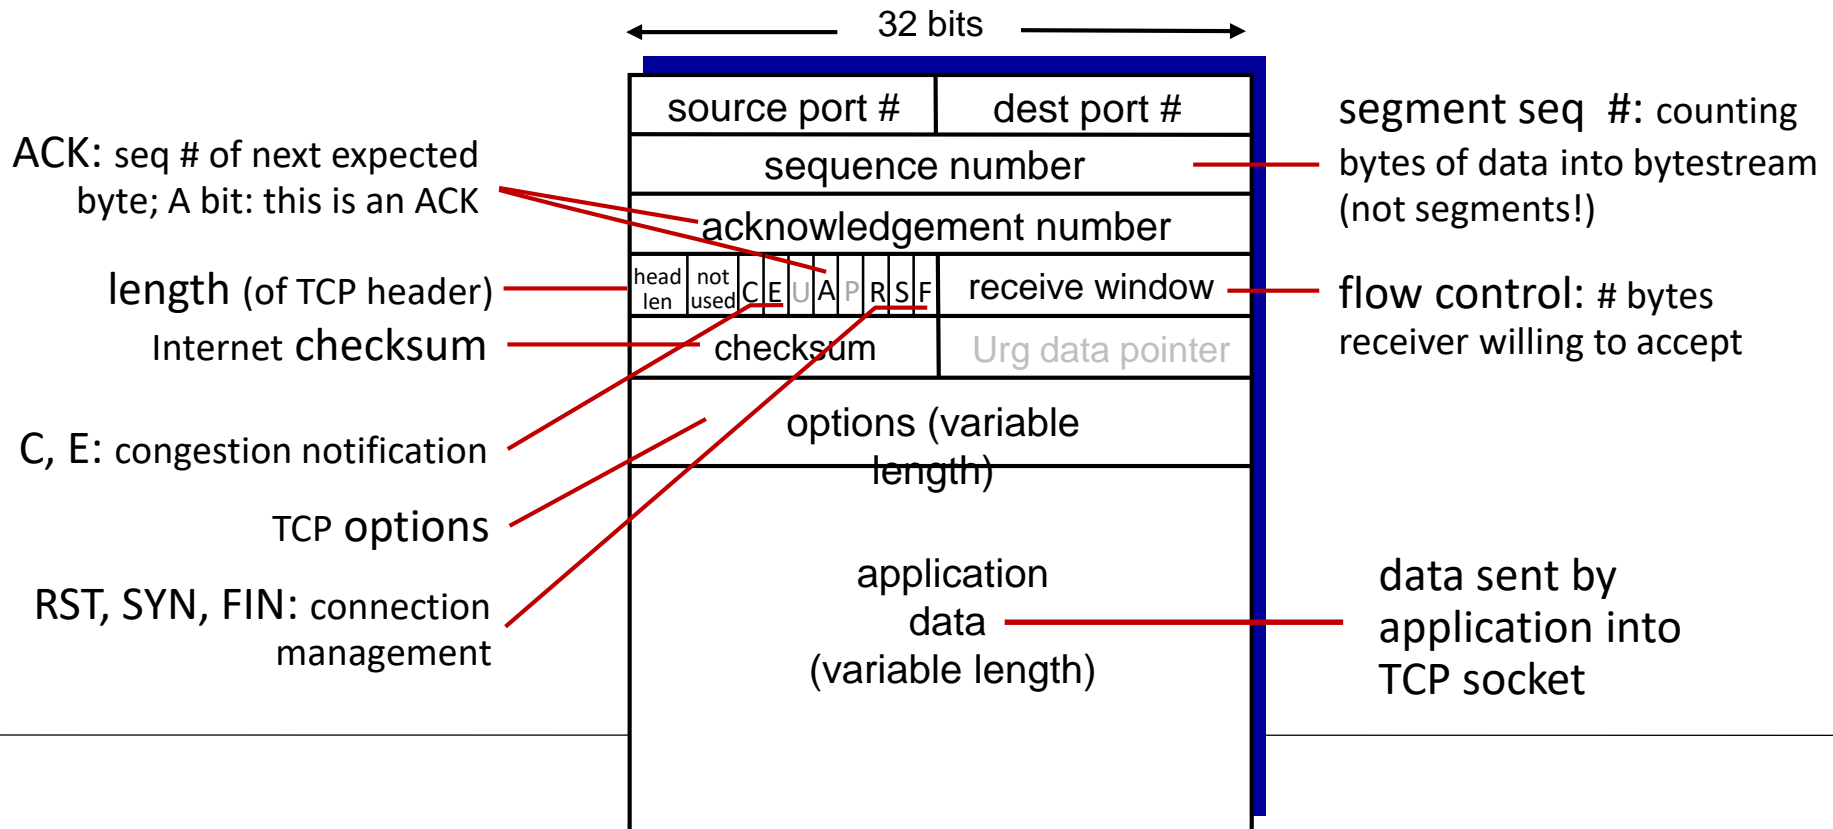 32 bits
source port #
dest port #
sequence number
acknowledgement number
head
len
not
used
C
E
U
A
P
R
S
F
receive window
checksum
Urg data pointer
options (variable
length)
application
data
(variable length)
ACK: seq # of next expected
byte; A bit: this is an ACK
length (of TCP header)
Internet checksum
C, E: congestion notification
TCP options
RST, SYN, FIN: connection
management
segment seq #: counting
bytes of data into bytestream
(not segments!)
flow control: # bytes
receiver willing to accept
data sent by
application into
TCP socket